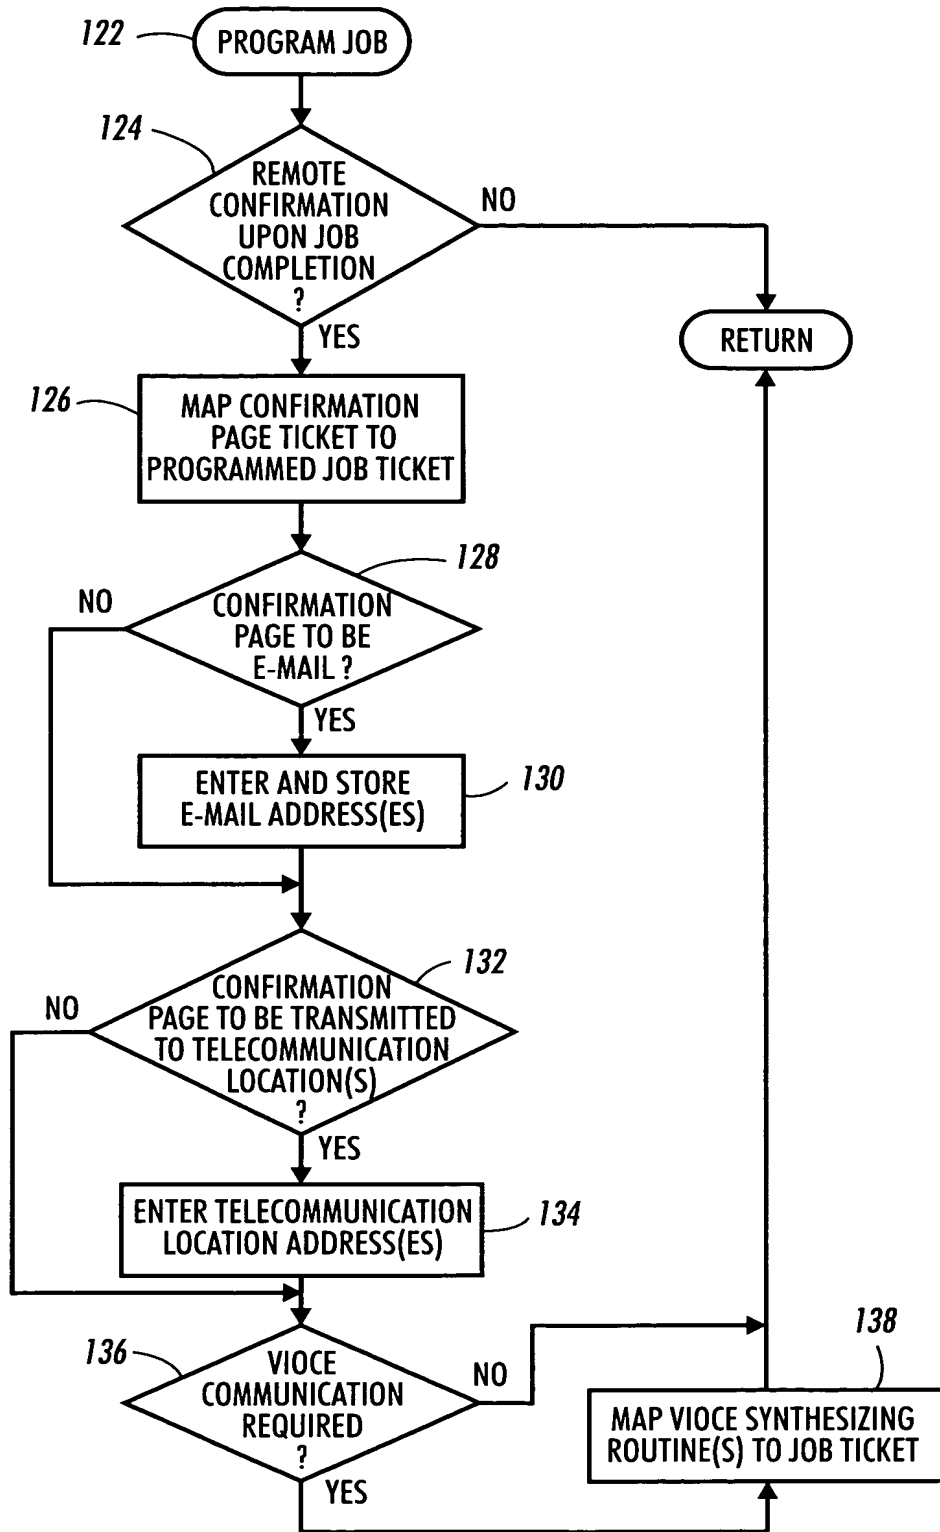 122
PROGRAM JOB
124
REMOTE
CONFIRMATION
UPON JOB
COMPLETION
?
NO
YES
RETURN
126
MAP CONFIRMATION
PAGE TICKET TO
PROGRAMMED JOB TICKET
128
NO
CONFIRMATION
PAGE TO BE
E-MAIL ?
YES
ENTER AND STORE
E-MAIL ADDRESS(ES)
130
132
NO
CONFIRMATION
PAGE TO BE TRANSMITTED
TO TELECOMMUNICATION
LOCATION(S)
?
YES
ENTER TELECOMMUNICATION
LOCATION ADDRESS(ES)
134
136
VIOCE
COMMUNICATION
REQUIRED
?
NO
YES
138
MAP VIOCE SYNTHESIZING
ROUTINE(S) TO JOB TICKET